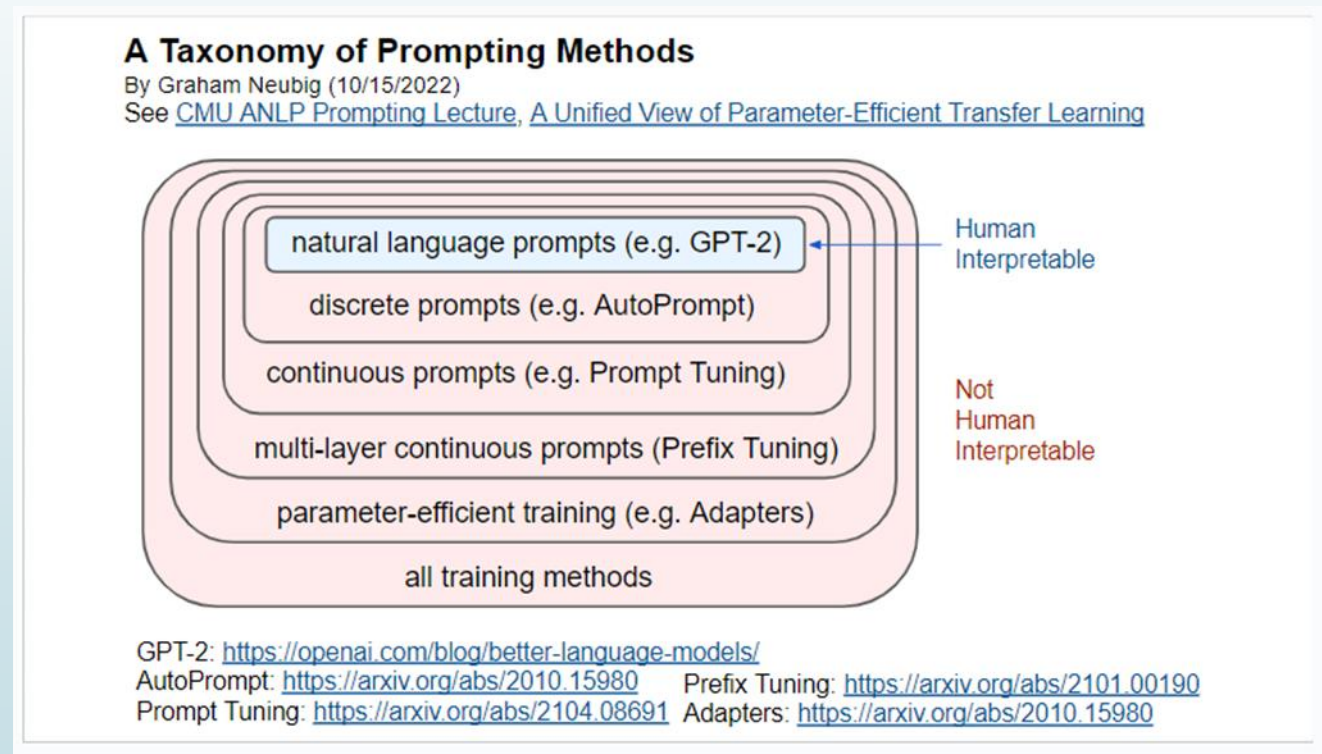 A Taxonomy of Prompting Methods
By Graham Neubig (10/15/2022)
See CMU ANLP Prompting Lecture, A Unified View of Parameter-Efficient Transfer Learning
natural language prompts (e.g. GPT-2)
Human
Interpretable
discrete prompts (e.g. AutoPrompt)
continuous prompts (e.g. Prompt Tuning)
Not
Human
Interpretable
multi-layer continuous prompts (Prefix Tuning)
parameter-efficient training (e.g. Adapters)
all training methods
GPT-2: https://openai.com/blog/better-language-models/
AutoPrompt: https://arxiv.org/abs/2010.15980 Prefix Tuning: https://arxiv.org/abs/2101.00190
Prompt Tuning: https://arxiv.org/abs/2104.08691 Adapters: https://arxiv.org/abs/2010.15980